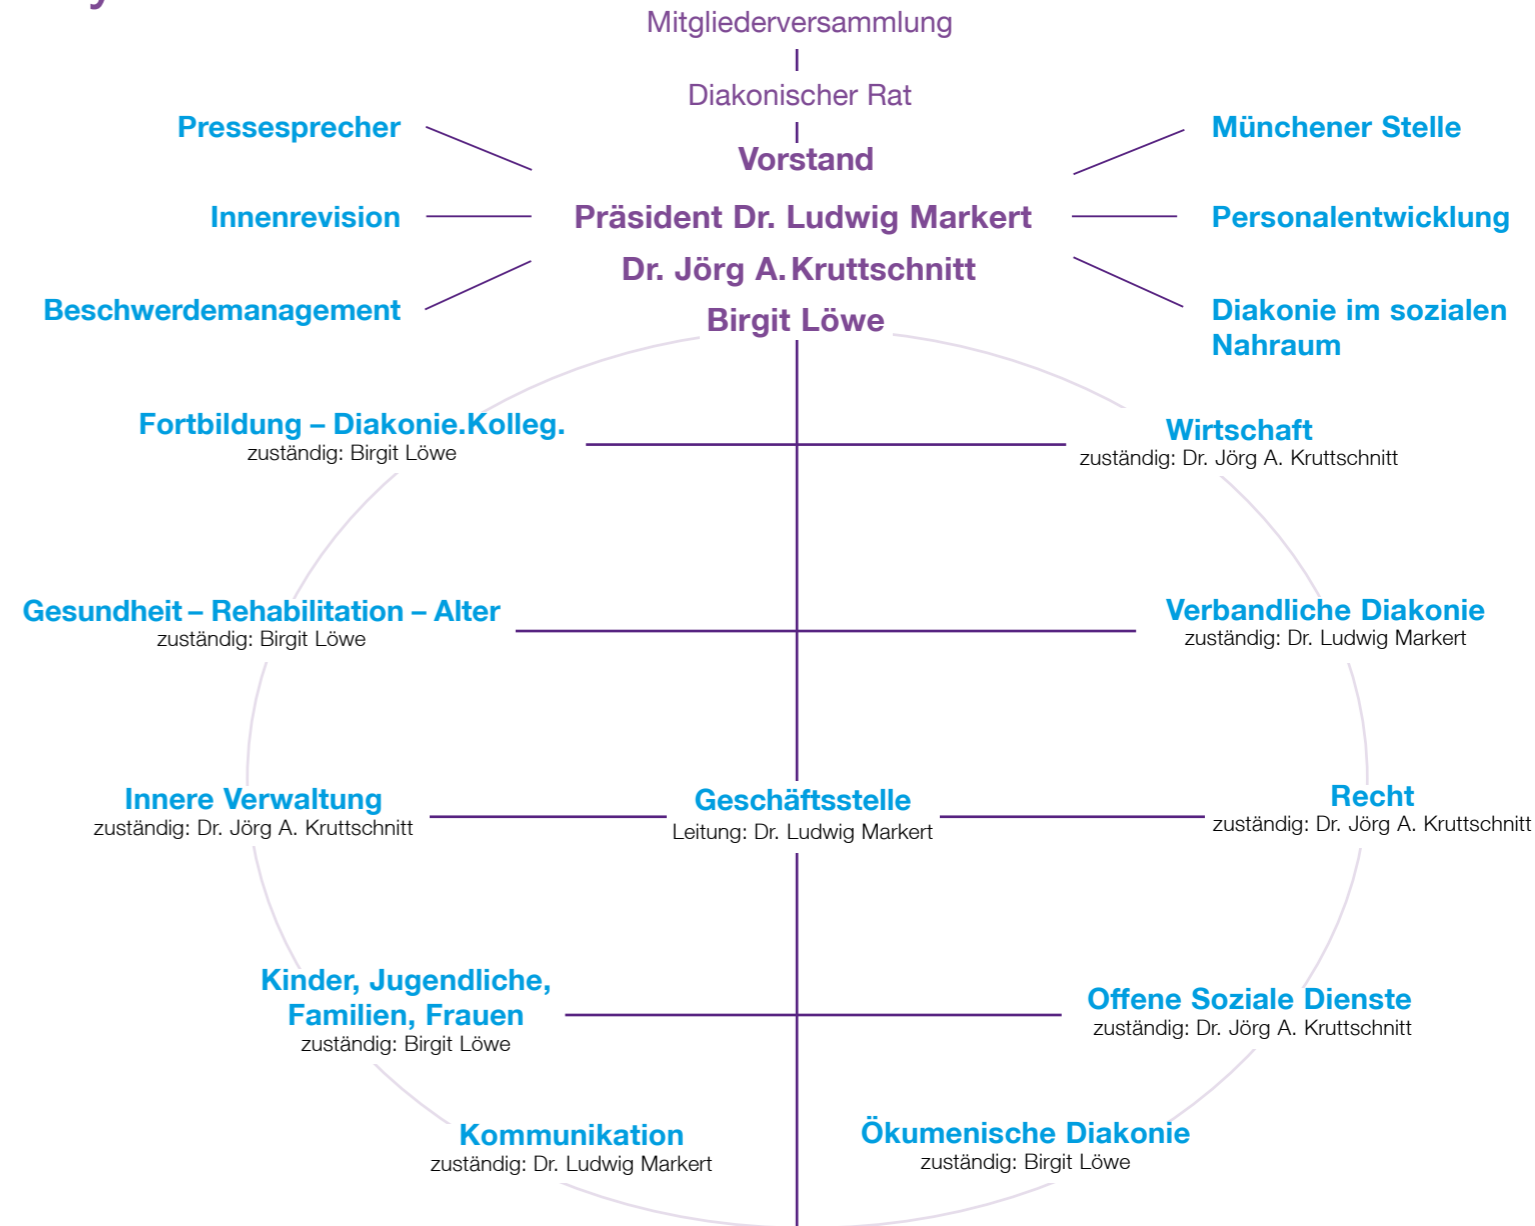 Mitgliederversammlung
Diakonischer Rat
Pressesprecher
Münchener Stelle
Vorstand
Innenrevision
Präsident Dr. Ludwig Markert
Personalentwicklung
Dr. Jörg A. Kruttschnitt
Beschwerdemanagement
Birgit Löwe
Diakonie im sozialen
Nahraum
Fortbildung – Diakonie.Kolleg.
zuständig: Birgit Löwe
Wirtschaft
zuständig: Dr. Jörg A. Kruttschnitt
Gesundheit – Rehabilitation – Alter
zuständig: Birgit Löwe
Verbandliche Diakonie
zuständig: Dr. Ludwig Markert
Innere Verwaltung
zuständig: Dr. Jörg A. Kruttschnitt
Geschäftsstelle
Leitung: Dr. Ludwig Markert
Recht
zuständig: Dr. Jörg A. Kruttschnitt
Kinder, Jugendliche,
Familien, Frauen
zuständig: Birgit Löwe
Offene Soziale Dienste
zuständig: Dr. Jörg A. Kruttschnitt
Kommunikation
zuständig: Dr. Ludwig Markert
Ökumenische Diakonie
zuständig: Birgit Löwe